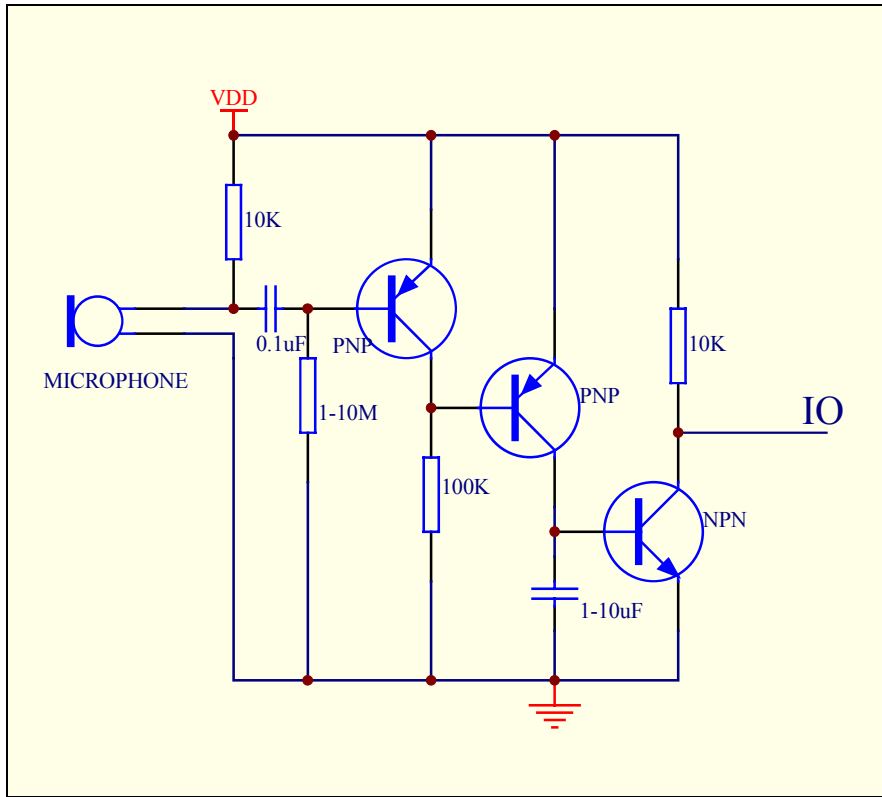 VDD
10K
0.1uF
PNP
10K
MICROPHONE
1-10M
PNP
IO
100K
NPN
1-10uF